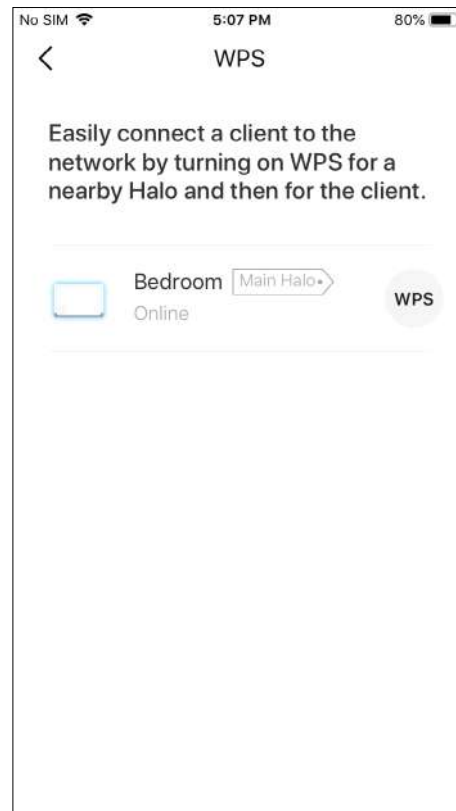 No SIM 5:07 PM 80%
WPS
Easily connect a client to the
network by turning on WPS for a
nearby Halo and then for the client.
Bedroom Main Halo
Online
WPS